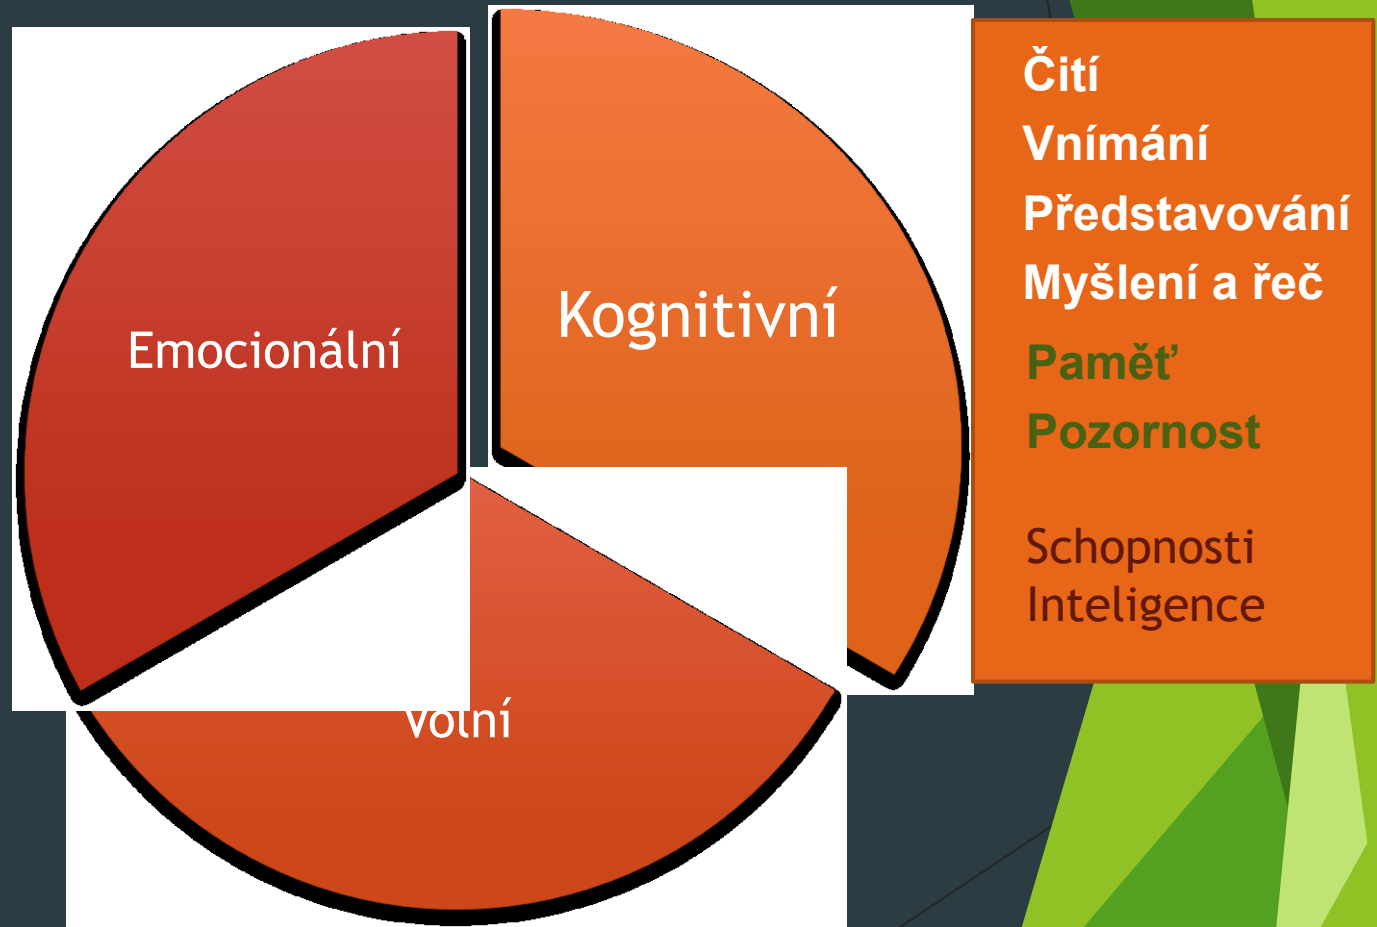 Emocionální
Kognitivní
Volní
Čití
Vnímání
Představování
Myšlení a řeč
Paměť
Pozornost
Schopnosti
Inteligence